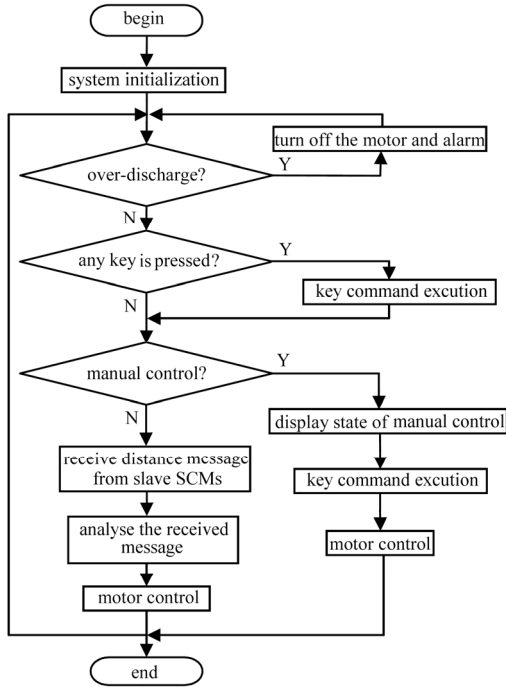 begin
system initialization
turn off the motor and alarm
over-discharge?
Y
N
any key is pressed?
Y
key command excution
N
manual control?
Y
N
display state of manual control
receive distance message
from slave SCMs
key command excution
analyse the received
message
motor control
motor control
end